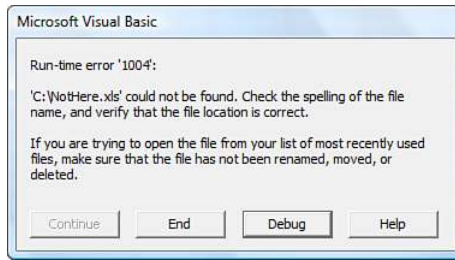 Microsoft Visual Basic
Run-time error '1004':
'C:\NotHere.xls' could not be found. Check the spelling of the file
name, and verify that the file location is correct.
If you are trying to open the file from your list of most recently used
files, make sure that the file has not been renamed, moved, or
deleted.
Continue
End
Debug
Help